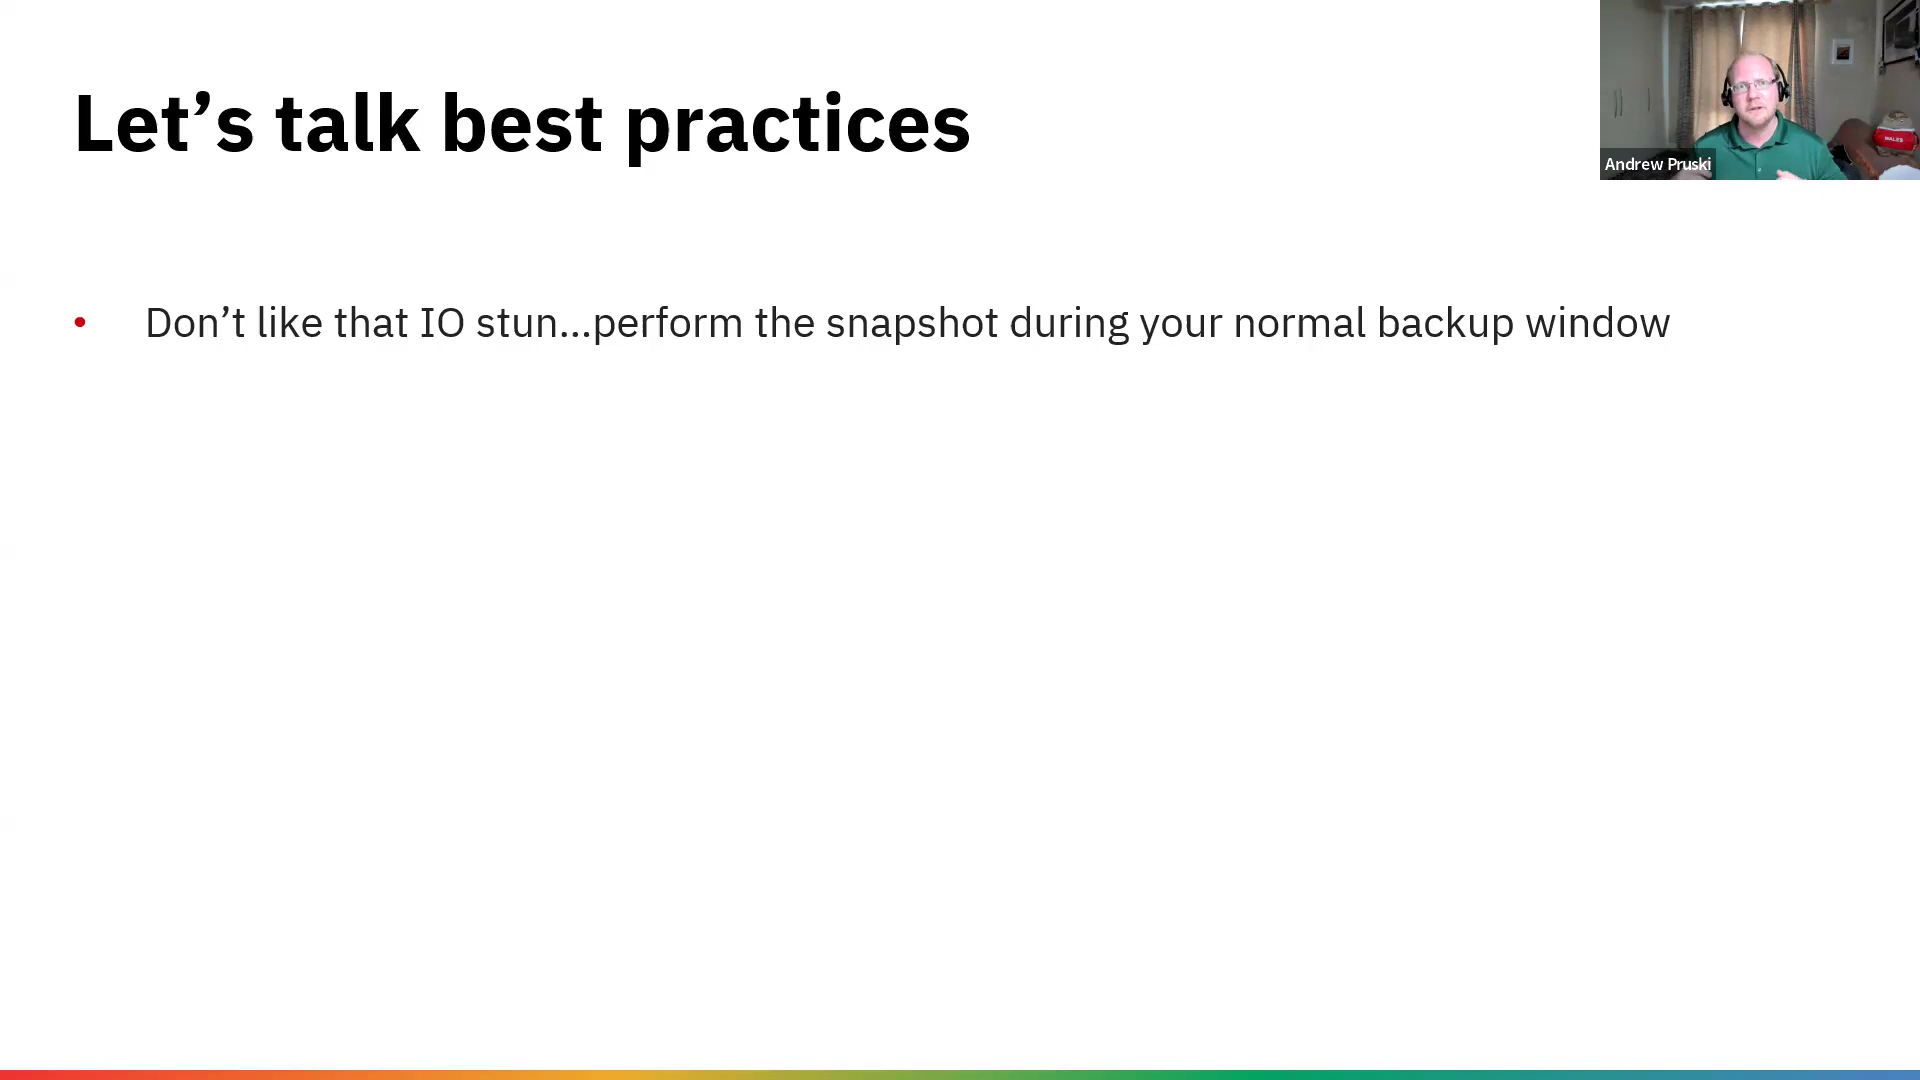 Let’s talk best practices
Andrew Pruski
• Don’t like that IO stun...perform the snapshot during your normal backup window
WALES